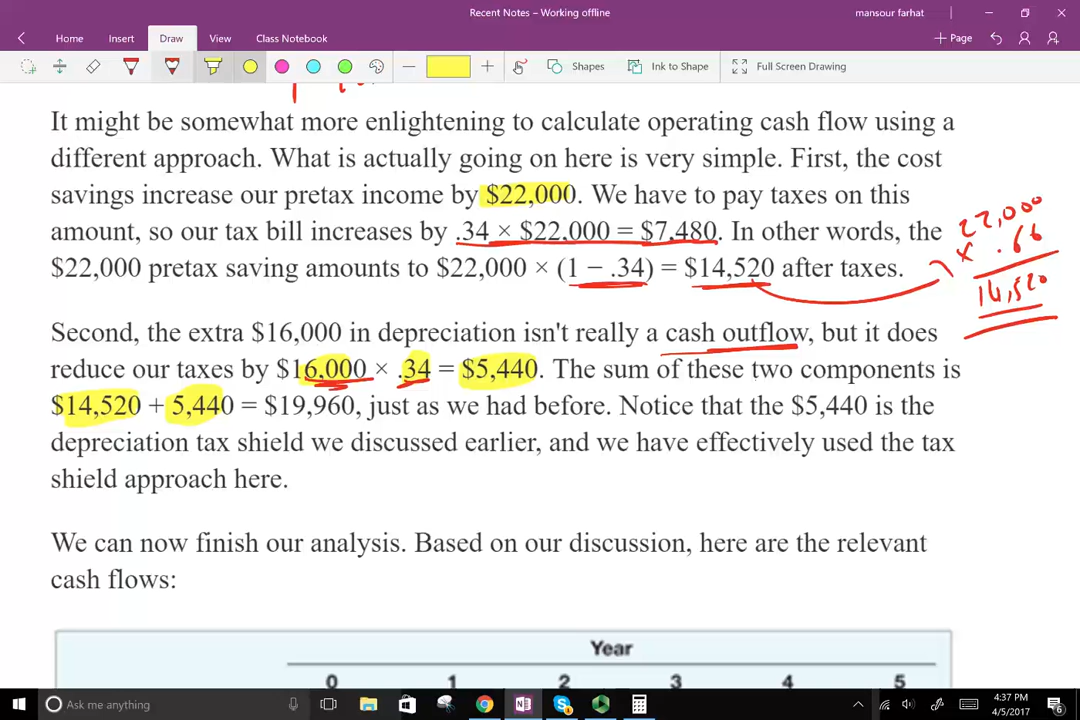 Recent Notes – Working offline
mansour farhat
Home Insert Draw View Class Notebook
Page
Shapes Ink to Shape Full Screen Drawing
It might be somewhat more enlightening to calculate operating cash flow using a
different approach. What is actually going on here is very simple. First, the cost
savings increase our pretax income by $22,000. We have to pay taxes on this
amount, so our tax bill increases by .34 × $22,000 = $7,480. In other words, the
$22,000 pretax saving amounts to $22,000 × (1 − .34) = $14,520 after taxes.
22,000
× .66
14,520
Second, the extra $16,000 in depreciation isn't really a cash outflow, but it does
reduce our taxes by $16,000 × .34 = $5,440. The sum of these two components is
$14,520 + 5,440 = $19,960, just as we had before. Notice that the $5,440 is the
depreciation tax shield we discussed earlier, and we have effectively used the tax
shield approach here.
We can now finish our analysis. Based on our discussion, here are the relevant
cash flows:
Year
0 1 2 3 4 5
Ask me anything
4:37 PM
4/5/2017
6